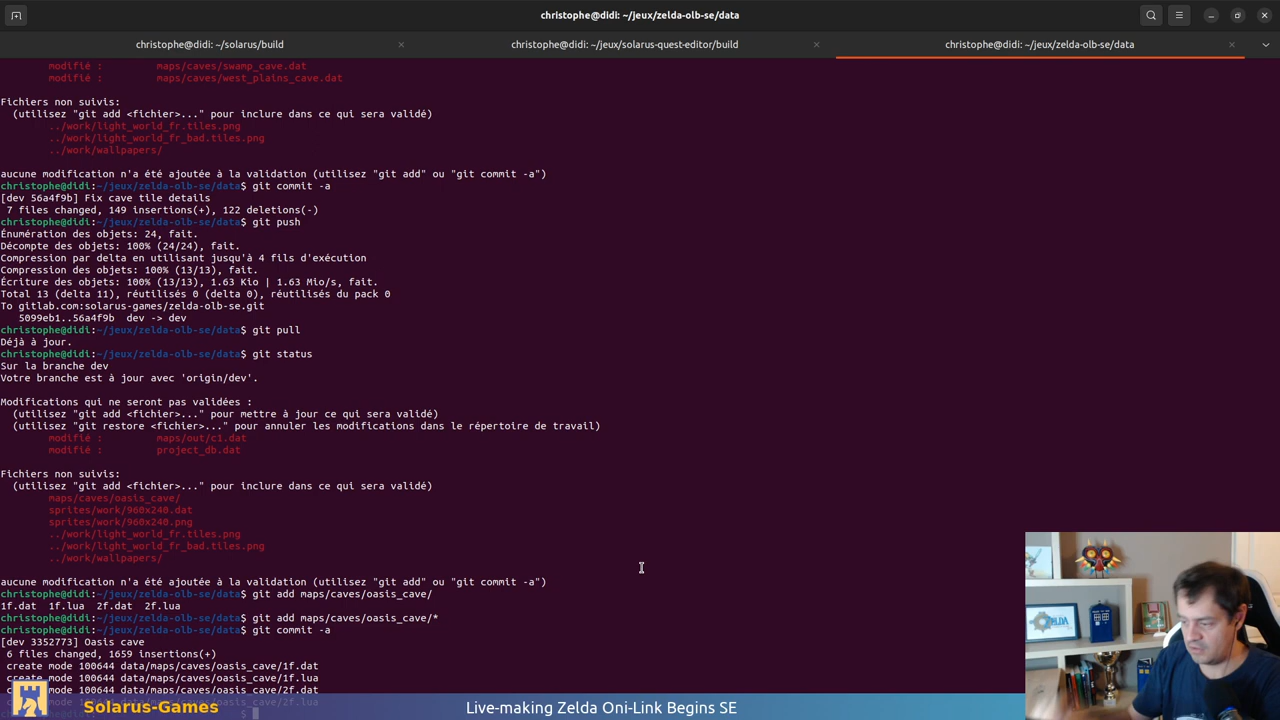 christophe@didi: ~/jeux/zelda-olb-se/data
christophe@didi: ~/solarus/build
christophe@didi: ~/jeux/solarus-quest-editor/build
christophe@didi: ~/jeux/zelda-olb-se/data
modifié : maps/caves/swamp_cave.dat
modifié : maps/caves/west_plains_cave.dat
Fichiers non suivis:
(utilisez "git add <fichier>..." pour inclure dans ce qui sera validé)
../work/light_world_fr.tiles.png
../work/light_world_fr_bad.tiles.png
../work/wallpapers/
aucune modification n'a été ajoutée à la validation (utilisez "git add" ou "git commit -a")
christophe@didi:~/jeux/zelda-olb-se/data$ git commit -a
[dev 56a4f9b] Fix cave tile details
7 files changed, 149 insertions(+), 122 deletions(-)
christophe@didi:~/jeux/zelda-olb-se/data$ git push
Énumération des objets: 24, fait.
Décompte des objets: 100% (24/24), fait.
Compression par delta en utilisant jusqu'à 4 fils d'exécution
Compression des objets: 100% (13/13), fait.
Écriture des objets: 100% (13/13), 1.63 Kio | 1.63 Mio/s, fait.
Total 13 (delta 11), réutilisés 0 (delta 0), réutilisés du pack 0
To gitlab.com:solarus-games/zelda-olb-se.git
5099eb1..56a4f9b dev -> dev
christophe@didi:~/jeux/zelda-olb-se/data$ git pull
Déjà à jour.
christophe@didi:~/jeux/zelda-olb-se/data$ git status
Sur la branche dev
Votre branche est à jour avec 'origin/dev'.
Modifications qui ne seront pas validées :
(utilisez "git add <fichier>..." pour mettre à jour ce qui sera validé)
(utilisez "git restore <fichier>..." pour annuler les modifications dans le répertoire de travail)
modifié : maps/out/c1.dat
modifié : project_db.dat
Fichiers non suivis:
(utilisez "git add <fichier>..." pour inclure dans ce qui sera validé)
maps/caves/oasis_cave/
sprites/work/960x240.dat
sprites/work/960x240.png
../work/light_world_fr.tiles.png
../work/light_world_fr_bad.tiles.png
../work/wallpapers/
aucune modification n'a été ajoutée à la validation (utilisez "git add" ou "git commit -a")
christophe@didi:~/jeux/zelda-olb-se/data$ git add maps/caves/oasis_cave/
1f.dat 1f.lua 2f.dat 2f.lua
christophe@didi:~/jeux/zelda-olb-se/data$ git add maps/caves/oasis_cave/*
christophe@didi:~/jeux/zelda-olb-se/data$ git commit -a
[dev 3352773] Oasis cave
6 files changed, 1659 insertions(+)
create mode 100644 data/maps/caves/oasis_cave/1f.dat
create mode 100644 data/maps/caves/oasis_cave/1f.lua
create mode 100644 data/maps/caves/oasis_cave/2f.dat
create mode 100644 data/maps/caves/oasis_cave/2f.lua
Solarus-Games
Live-making Zelda Oni-Link Begins SE